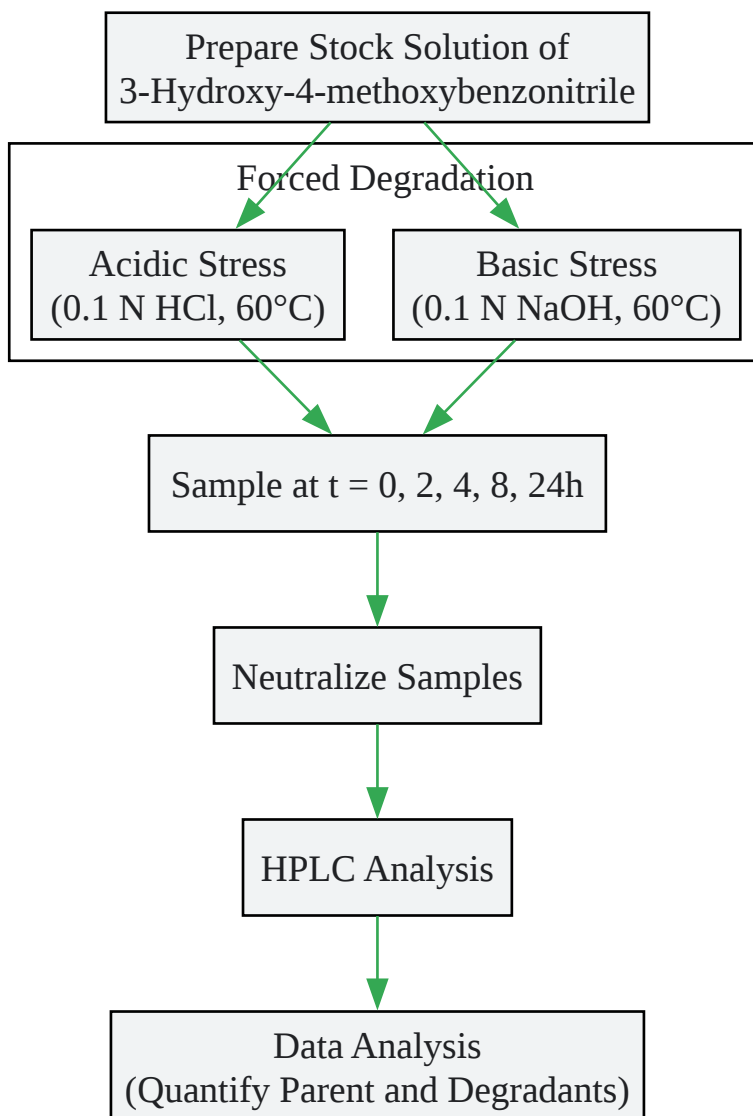 Prepare Stock Solution of
3-Hydroxy-4-methoxybenzonitrile
Forced Degradation
Acidic Stress
(0.1 N HCl, 60°C)
Basic Stress
(0.1 N NaOH, 60°C)
Sample at t = 0, 2, 4, 8, 24h
Neutralize Samples
HPLC Analysis
Data Analysis
(Quantify Parent and Degradants)